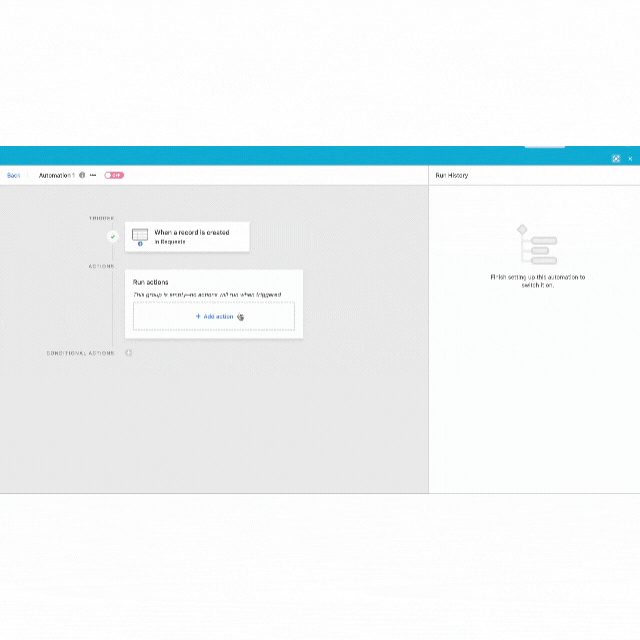 Back
Automation 1
OFF
Run History
TRIGGER
When a record is created
In Requests
ACTIONS
Run actions
This group is empty—no actions will run when triggered
+ Add action
CONDITIONAL ACTIONS
Finish setting up this automation to
switch it on.